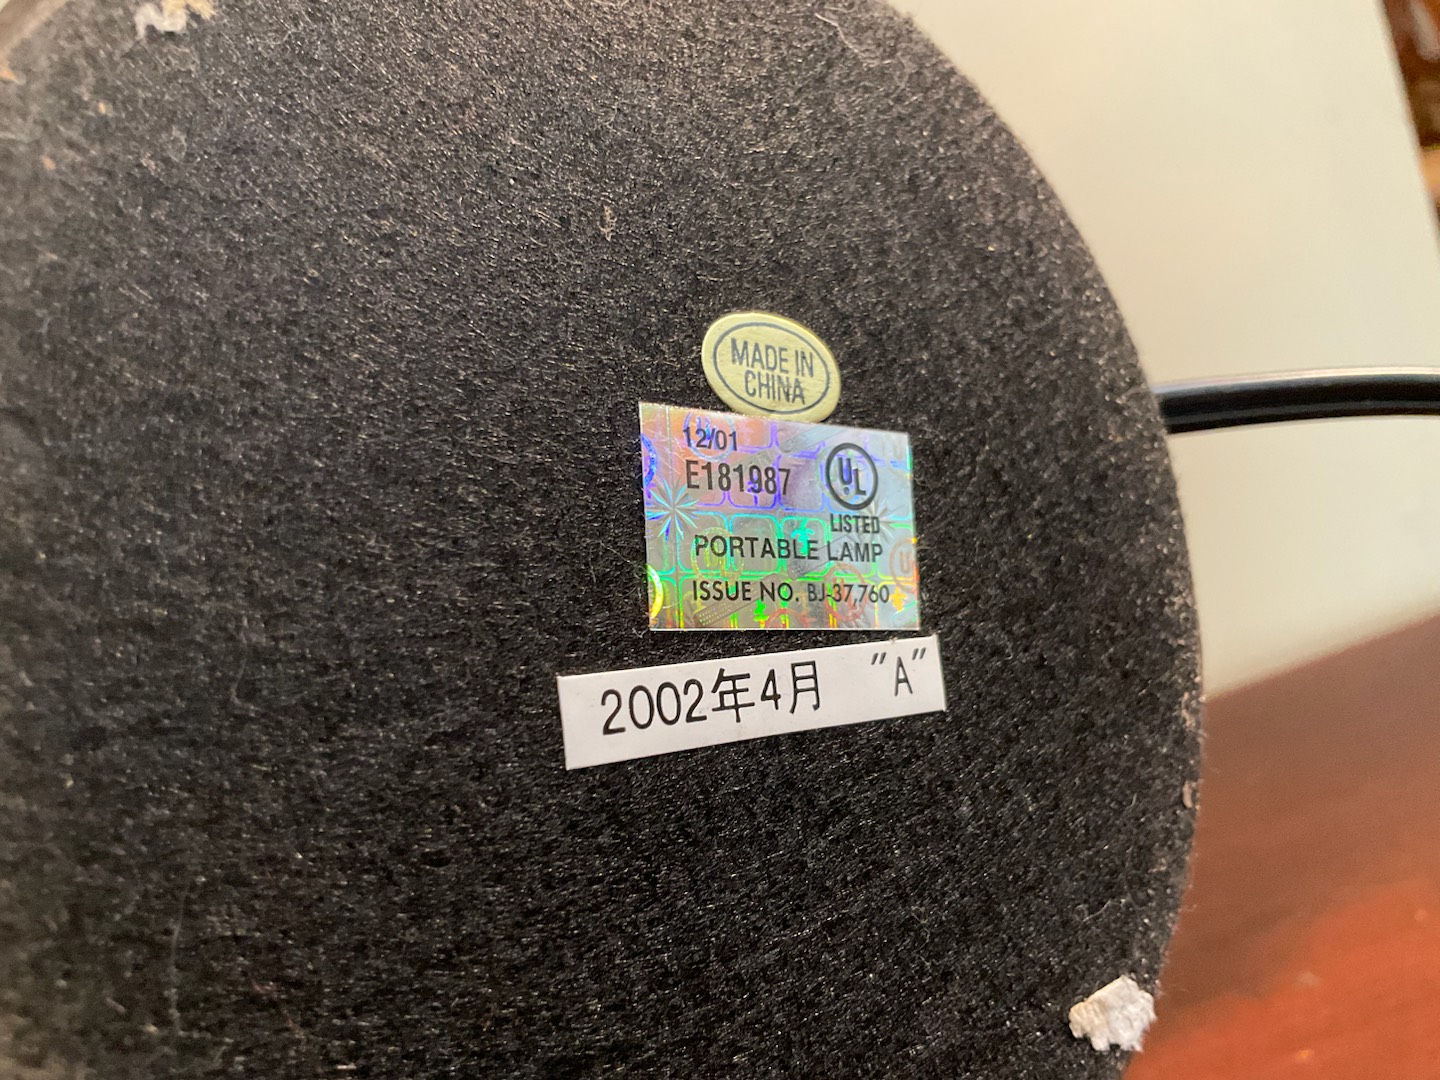 MADE IN
CHINA
12/01
E181987
UL
LISTED
PORTABLE LAMP
ISSUE NO. BJ-37,760
2002年4月 "A"